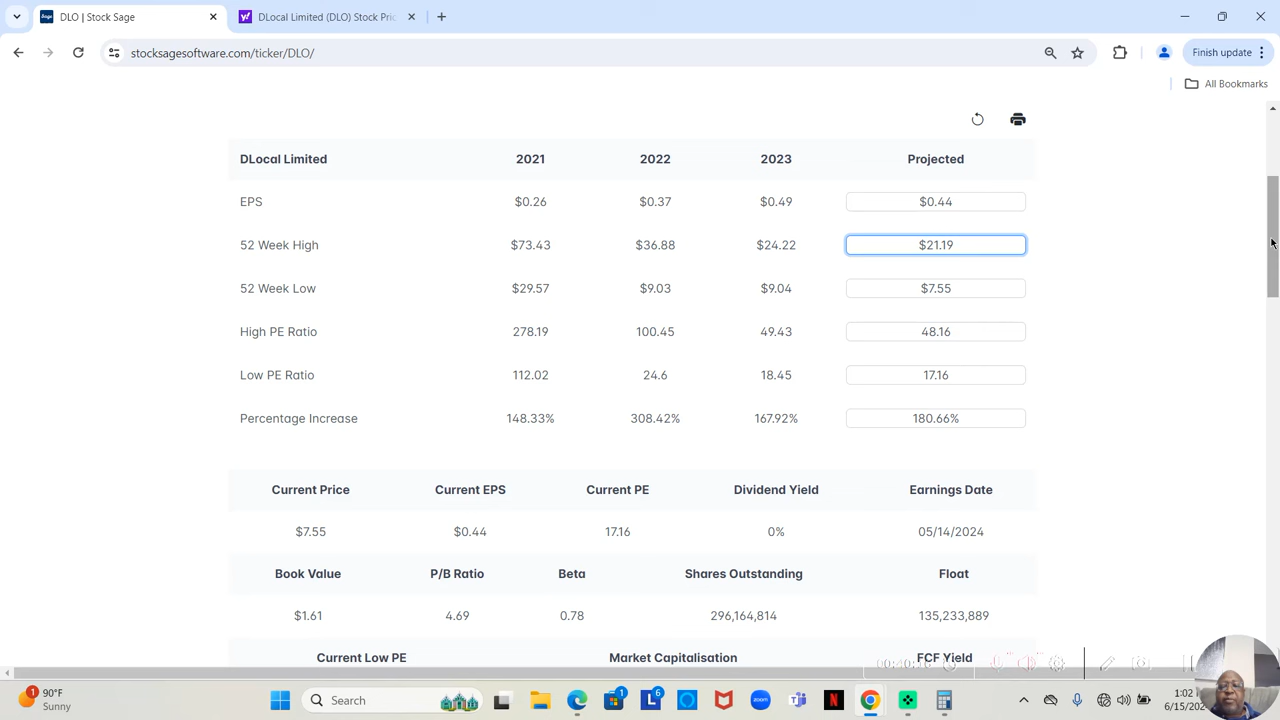 DLO | Stock Sage
DLocal Limited (DLO) Stock Pric
stocksagesoftware.com/ticker/DLO/
Finish update
All Bookmarks
DLocal Limited 2021 2022 2023 Projected
EPS $0.26 $0.37 $0.49 $0.44
52 Week High $73.43 $36.88 $24.22 $21.19
52 Week Low $29.57 $9.03 $9.04 $7.55
High PE Ratio 278.19 100.45 49.43 48.16
Low PE Ratio 112.02 24.6 18.45 17.16
Percentage Increase 148.33% 308.42% 167.92% 180.66%
Current Price Current EPS Current PE Dividend Yield Earnings Date
$7.55 $0.44 17.16 0% 05/14/2024
Book Value P/B Ratio Beta Shares Outstanding Float
$1.61 4.69 0.78 296,164,814 135,233,889
Current Low PE Market Capitalisation FCF Yield
1 90°F
Sunny
Search
1
6
1:02
6/15